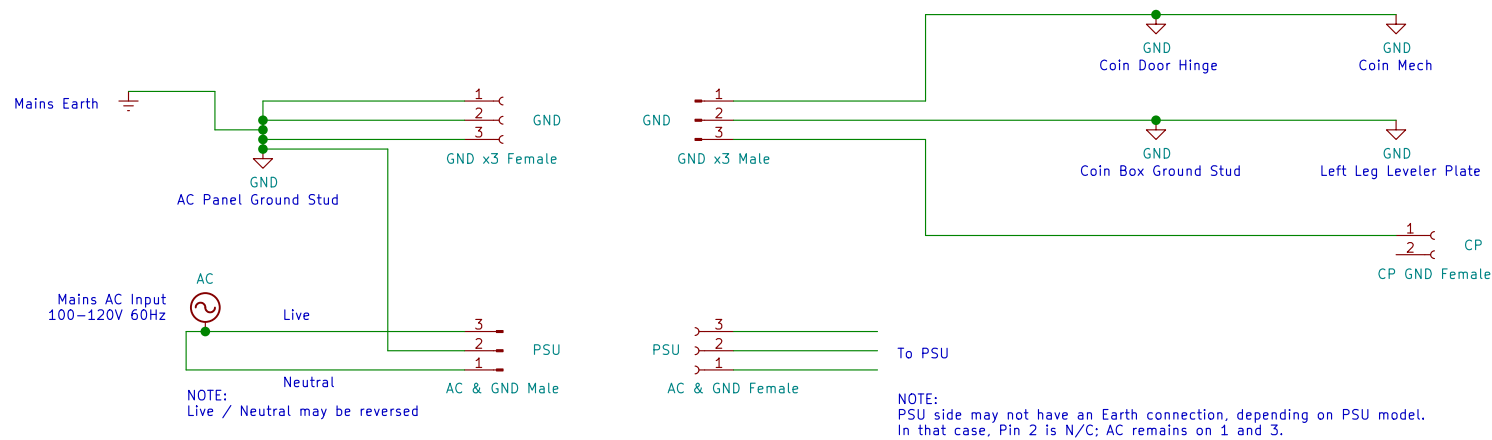 GND
GND
Coin Door Hinge
Coin Mech
Mains Earth
1
2
3
GND
GND x3 Female
GND
1
2
3
GND x3 Male
GND
GND
Coin Box Ground Stud
Left Leg Leveler Plate
GND
AC Panel Ground Stud
1
2
CP
CP GND Female
AC
Mains AC Input
100–120V 60Hz
Live
Neutral
3
2
1
PSU
AC & GND Male
NOTE:
Live / Neutral may be reversed
PSU
3
2
1
AC & GND Female
To PSU
NOTE:
PSU side may not have an Earth connection, depending on PSU model.
In that case, Pin 2 is N/C; AC remains on 1 and 3.